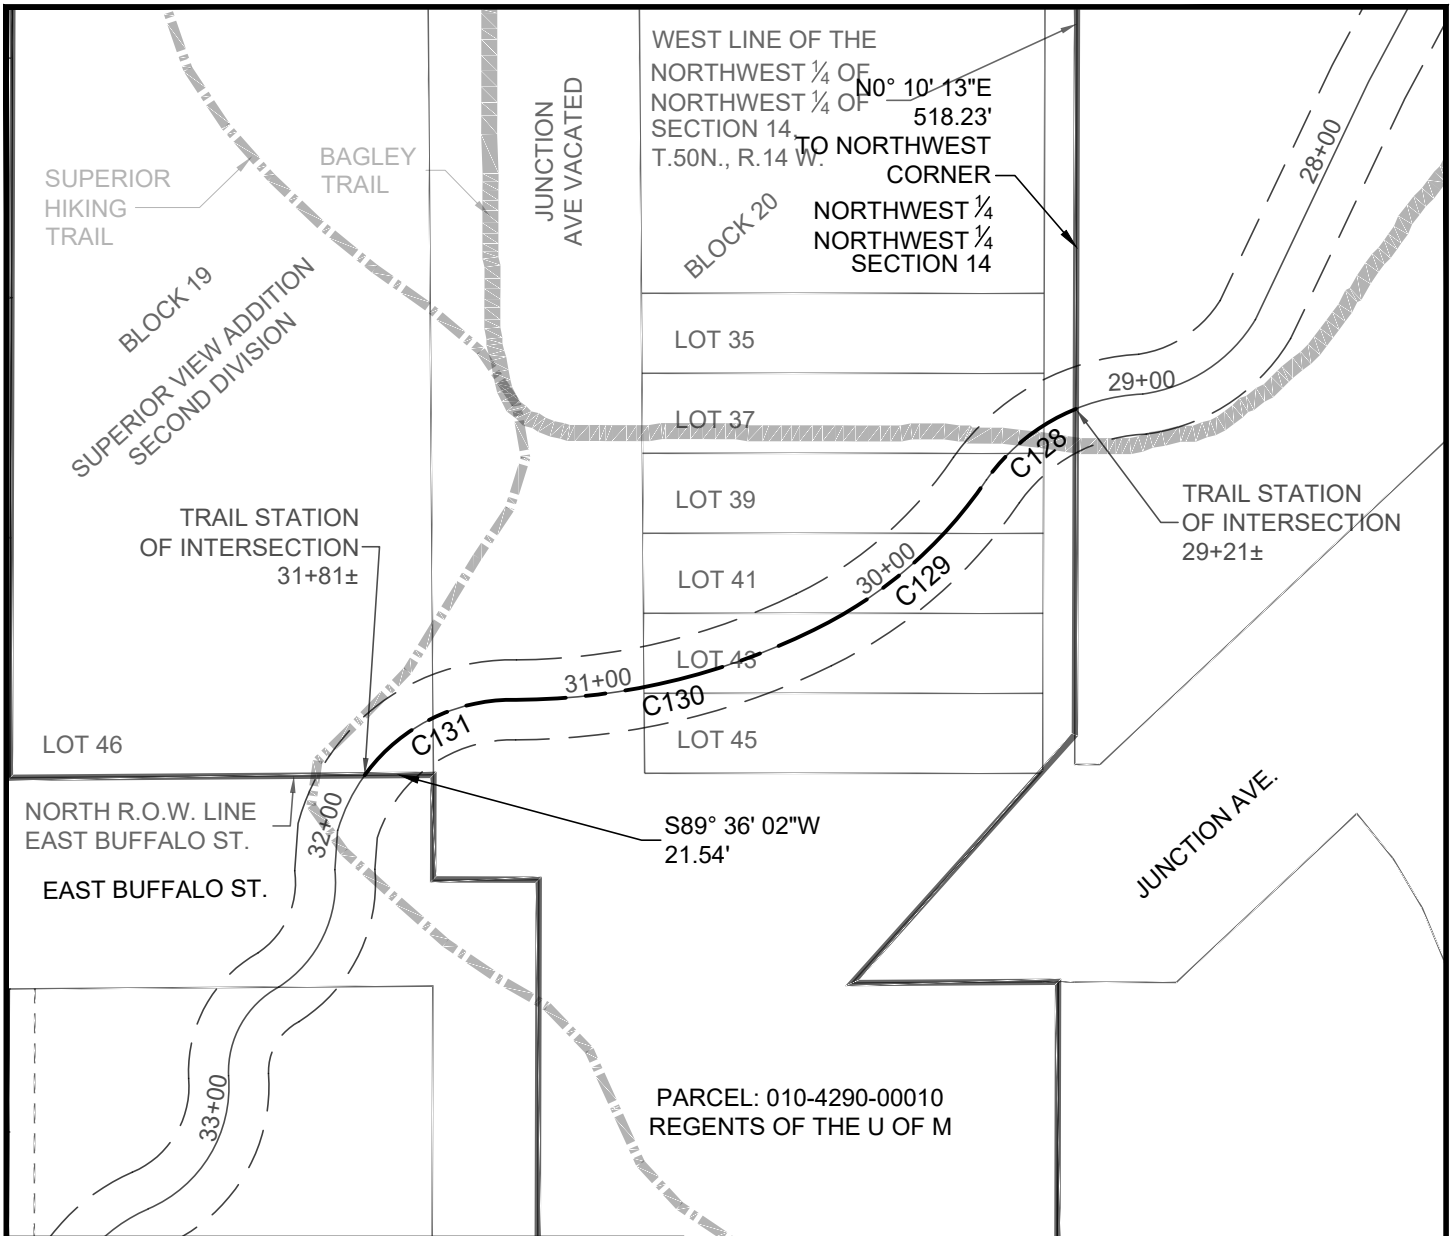 WEST LINE OF THE
NORTHWEST ¼ OF
NORTHWEST ¼ OF
SECTION 14,
T.50N., R.14 W.
N0° 10' 13"E
518.23'
TO NORTHWEST
CORNER
NORTHWEST ¼
NORTHWEST ¼
SECTION 14
JUNCTION
AVE VACATED
BAGLEY
TRAIL
SUPERIOR
HIKING
TRAIL
BLOCK 19
SUPERIOR VIEW ADDITION
SECOND DIVISION
BLOCK 20
28+00
LOT 35
29+00
LOT 37
C128
LOT 39
TRAIL STATION
OF INTERSECTION
29+21±
TRAIL STATION
OF INTERSECTION
31+81±
30+00
C129
LOT 41
LOT 43
31+00
C130
C131
LOT 45
LOT 46
NORTH R.O.W. LINE
EAST BUFFALO ST.
32+00
S89° 36' 02"W
21.54'
EAST BUFFALO ST.
JUNCTION AVE.
33+00
PARCEL: 010-4290-00010
REGENTS OF THE U OF M